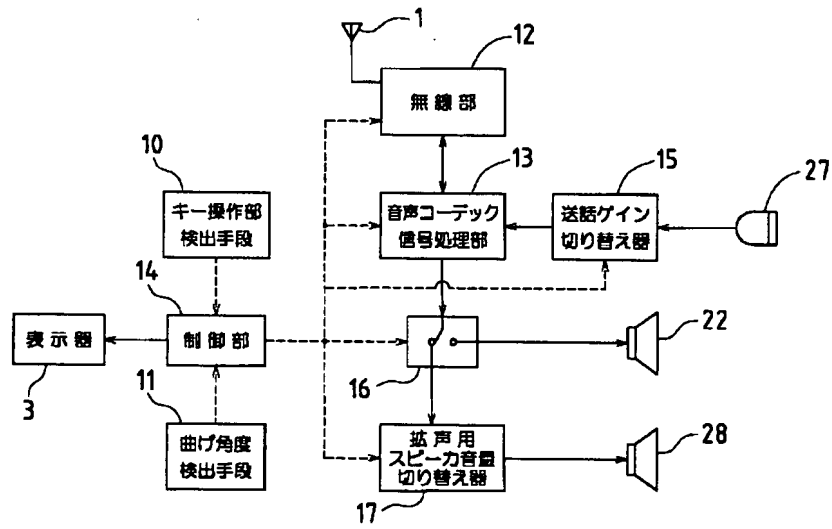 1
12
無線部
10
キー操作部
検出手段
13
音声コーデック
信号処理部
15
送話ゲイン
切り替え器
27
14
制御部
表示器
3
16
22
11
曲げ角度
検出手段
拡声用
スピーカ音量
切り替え器
17
28